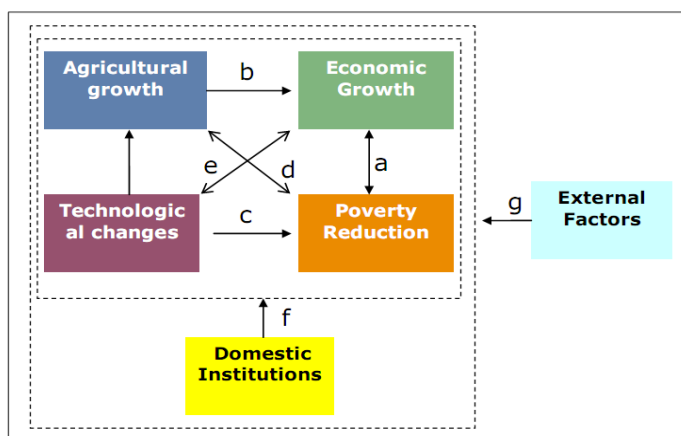 Agricultural
growth
b
Economic
Growth
e
d
a
Technologic
al changes
c
Poverty
Reduction
g
External
Factors
f
Domestic
Institutions